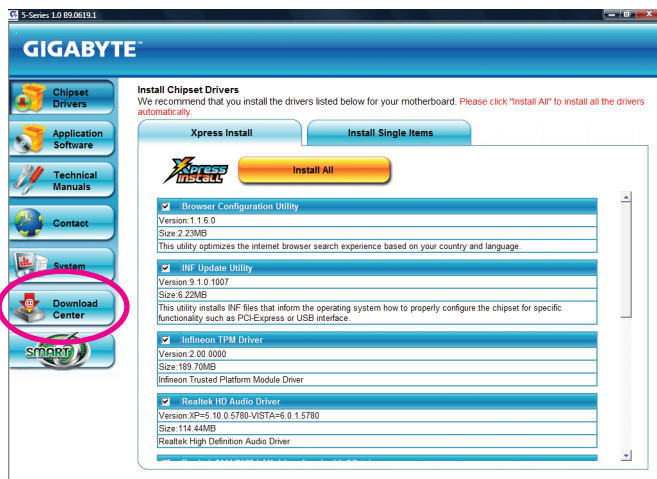 5-Series 1.0 B9.0619.1
GIGABYTE™
Chipset
Drivers
Application
Software
Technical
Manuals
Contact
System
Download
Center
SMART
Install Chipset Drivers
We recommend that you install the drivers listed below for your motherboard. Please click "Install All" to install all the drivers
automatically.
Xpress Install
Install Single Items
Xpress
Install
Install All
Browser Configuration Utility
Version:1.1.6.0
Size:2.23MB
This utility optimizes the internet browser search experience based on your country and language.
INF Update Utility
Version:9.1.0.1007
Size:6.22MB
This utility installs INF files that inform the operating system how to properly configure the chipset for specific
functionality such as PCI-Express or USB interface.
Infineon TPM Driver
Version:2.00.0000
Size:189.70MB
Infineon Trusted Platform Module Driver
Realtek HD Audio Driver
Version:XP=5.10.0.5780-VISTA=6.0.1.5780
Size:114.44MB
Realtek High Definition Audio Driver